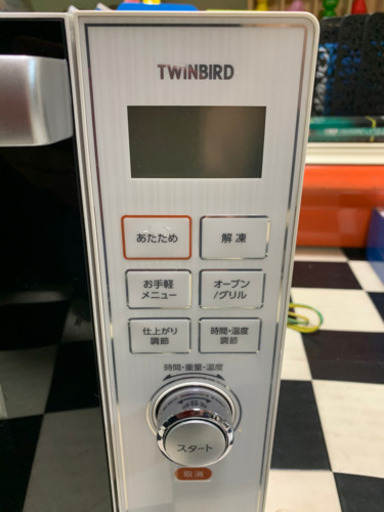 TWINBIRD
あたため
解凍
お手軽
メニュー
オーブン
/グリル
仕上がり
調節
時間・温度
調節
時間・重量・温度
スタート
取消